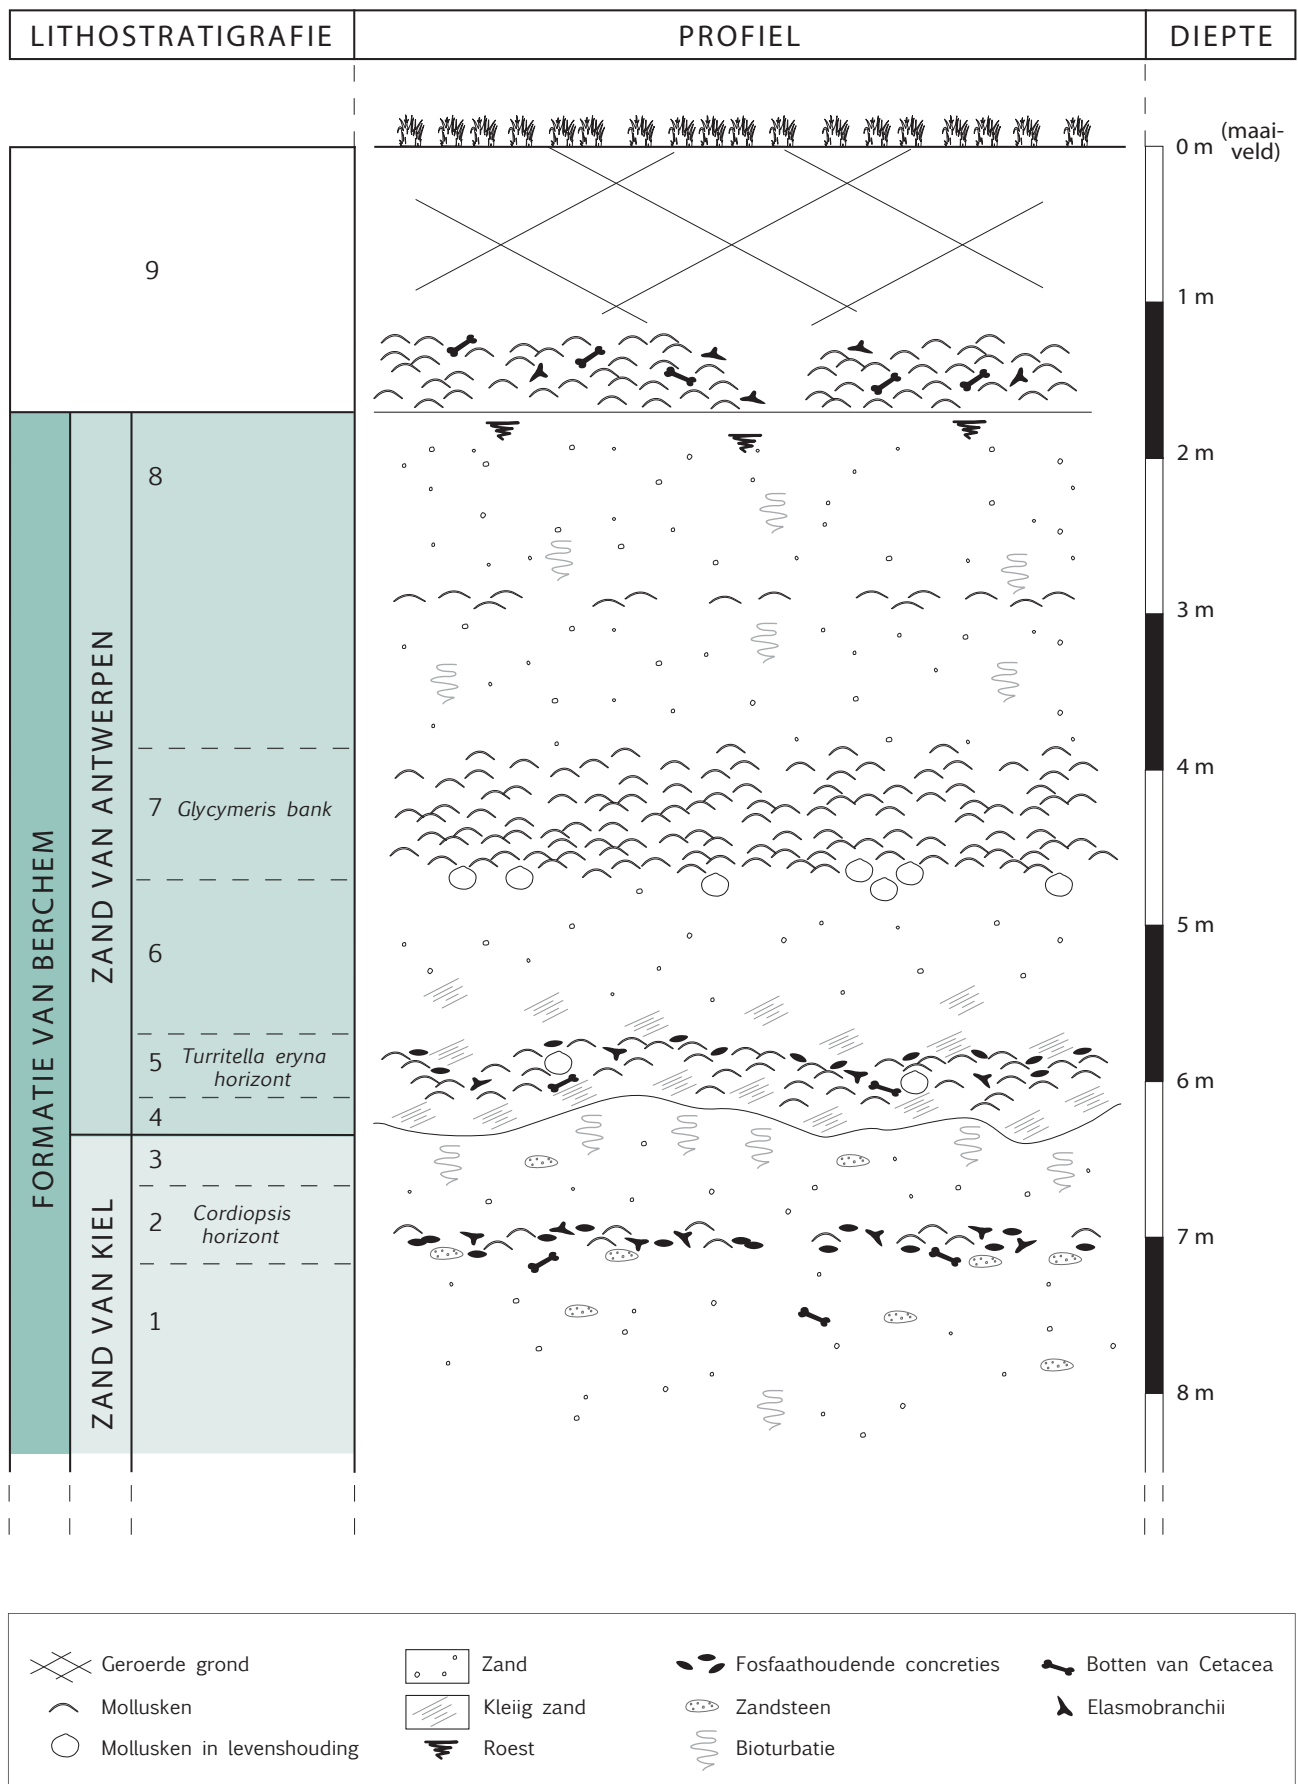 LITHOSTRATIGRAFIE
PROFIEL
DIEPTE
0 m (maai-
veld)
9
1 m
8
2 m
3 m
ZAND VAN ANTWERPEN
FORMATIE VAN BERCHEM
4 m
7 Glycymeris bank
5 m
6
5 Turritella eryna
horizont
6 m
4
3
ZAND VAN KIEL
2 Cordiopsis
horizont
7 m
1
8 m
Geroerde grond
Zand
Fosfaathoudende concreties
Botten van Cetacea
Mollusken
Kleiig zand
Zandsteen
Elasmobranchii
Mollusken in levenshouding
Roest
Bioturbatie